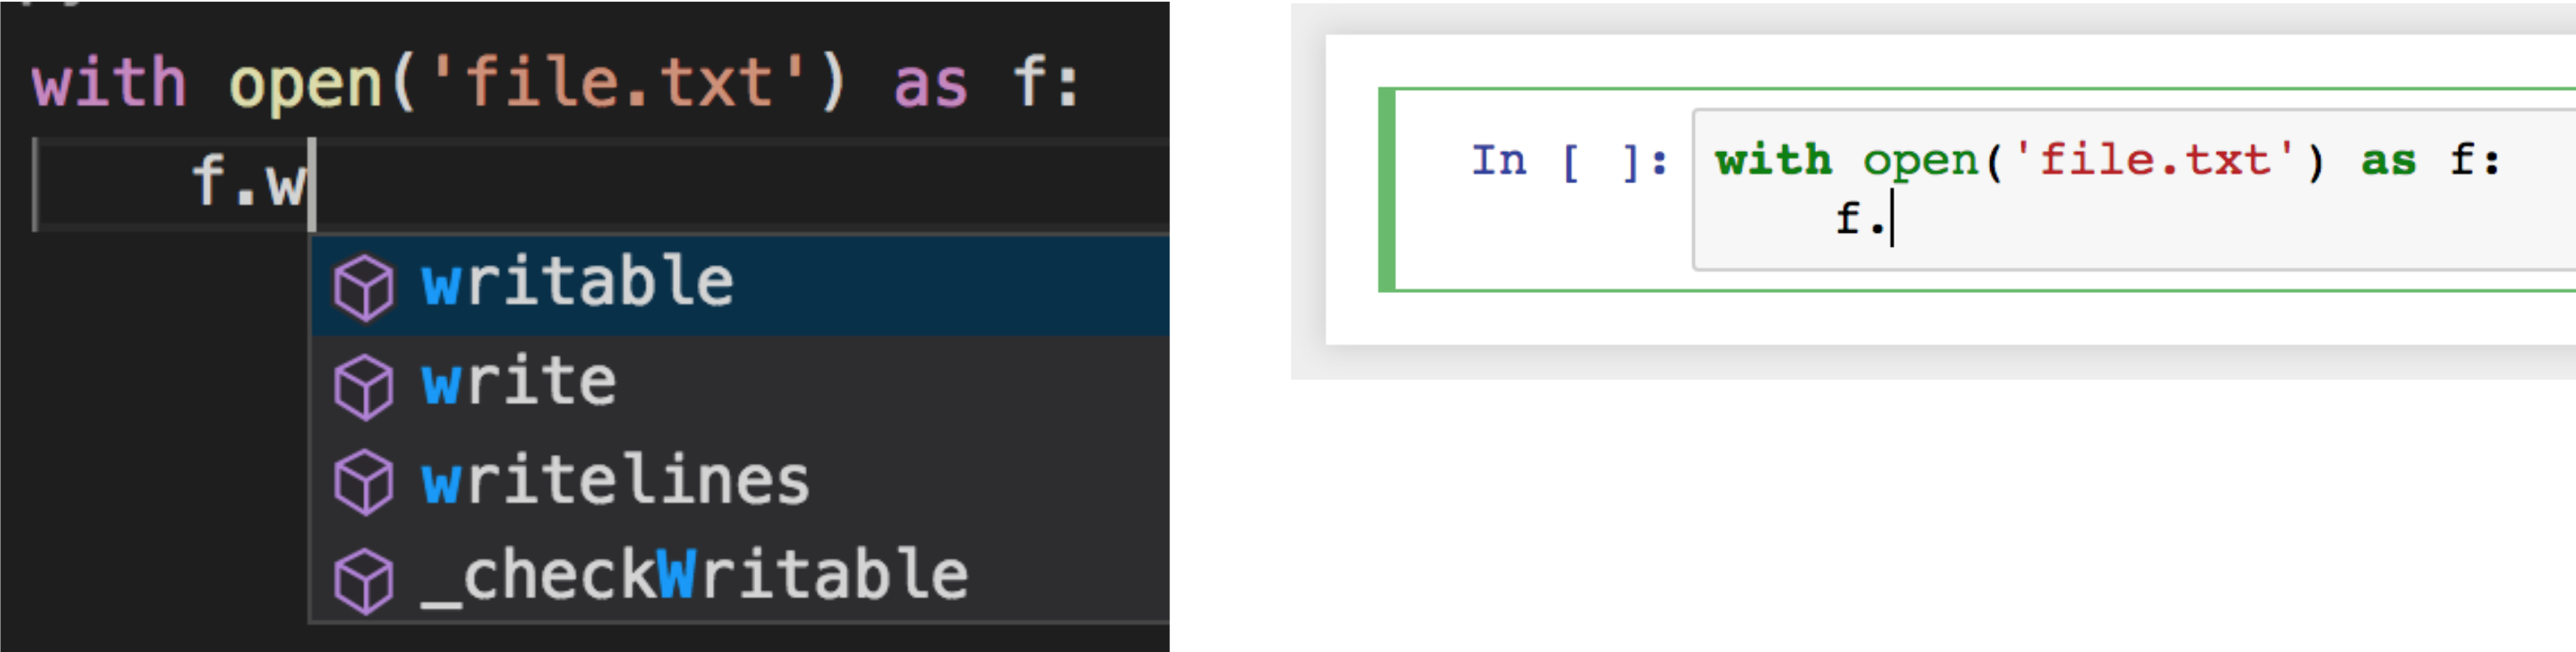 with open('file.txt') as f:
    f.w
writable
write
writelines
_checkWritable
In [ ]: with open('file.txt') as f:
    f.